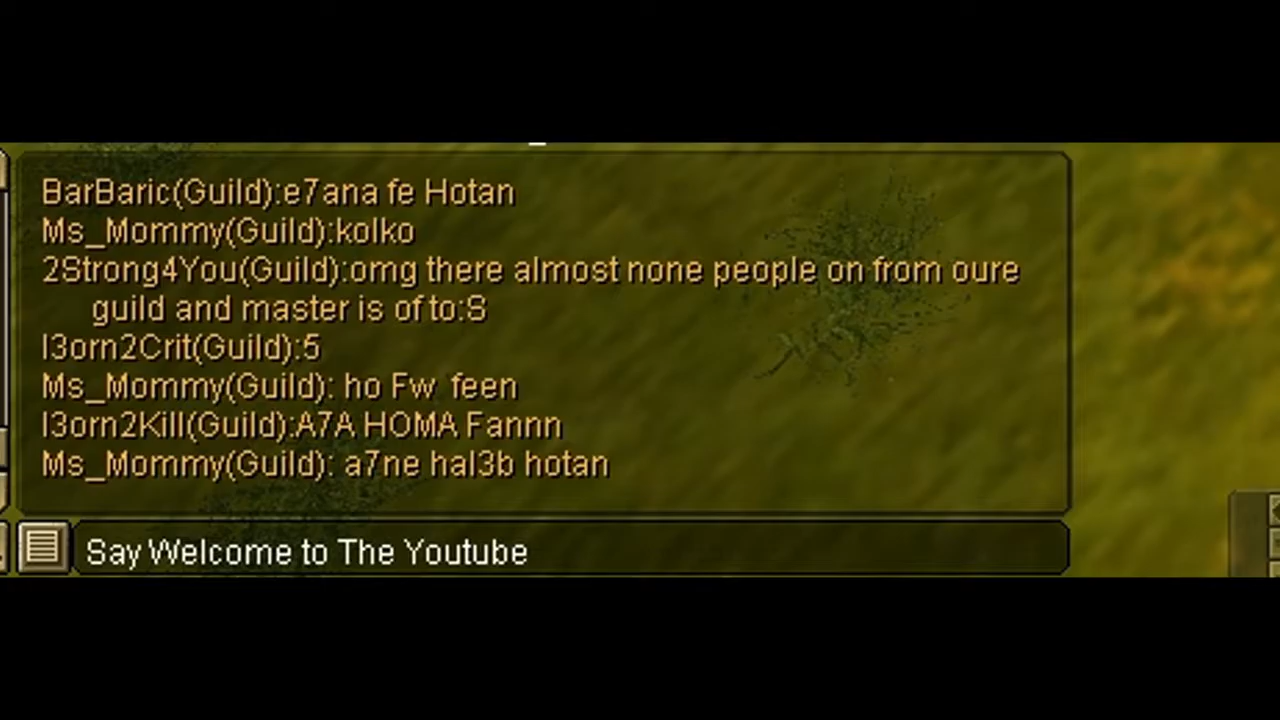 BarBaric(Guild):e7ana fe Hotan
Ms_Mommy(Guild):kolko
2Strong4You(Guild):omg there almost none people on from oure
guild and master is of to:S
l3orn2Crit(Guild):5
Ms_Mommy(Guild): ho Fw  feen
l3orn2Kill(Guild):A7A HOMA Fannn
Ms_Mommy(Guild): a7ne hal3b hotan
Say Welcome to The Youtube